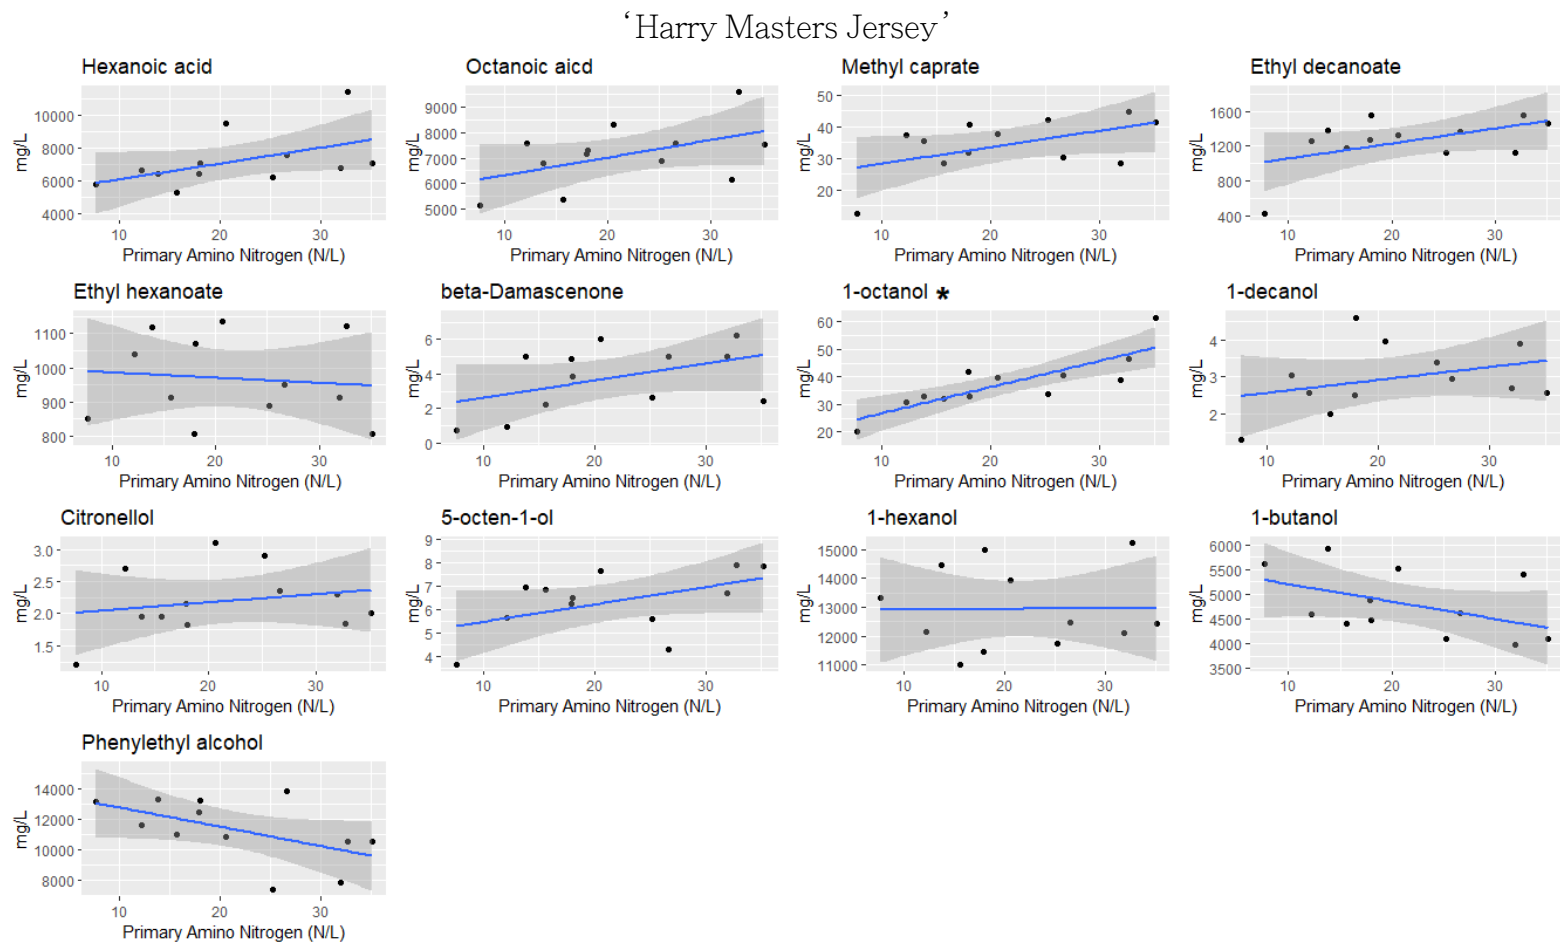 ‘Harry Masters Jersey’
Hexanoic acid
10000
8000
6000
4000
mg/L
10 20 30
Primary Amino Nitrogen (N/L)
Octanoic aicd
9000
8000
7000
6000
5000
mg/L
10 20 30
Primary Amino Nitrogen (N/L)
Methyl caprate
50
40
30
20
mg/L
10 20 30
Primary Amino Nitrogen (N/L)
Ethyl decanoate
1600
1200
800
400
mg/L
10 20 30
Primary Amino Nitrogen (N/L)
Ethyl hexanoate
1100
1000
900
800
mg/L
10 20 30
Primary Amino Nitrogen (N/L)
beta-Damascenone
6
4
2
0
mg/L
10 20 30
Primary Amino Nitrogen (N/L)
1-octanol *
60
50
40
30
20
mg/L
10 20 30
Primary Amino Nitrogen (N/L)
1-decanol
4
3
2
mg/L
10 20 30
Primary Amino Nitrogen (N/L)
Citronellol
3.0
2.5
2.0
1.5
mg/L
10 20 30
Primary Amino Nitrogen (N/L)
5-octen-1-ol
9
8
7
6
5
4
mg/L
10 20 30
Primary Amino Nitrogen (N/L)
1-hexanol
15000
14000
13000
12000
11000
mg/L
10 20 30
Primary Amino Nitrogen (N/L)
1-butanol
6000
5500
5000
4500
4000
3500
mg/L
10 20 30
Primary Amino Nitrogen (N/L)
Phenylethyl alcohol
14000
12000
10000
8000
mg/L
10 20 30
Primary Amino Nitrogen (N/L)